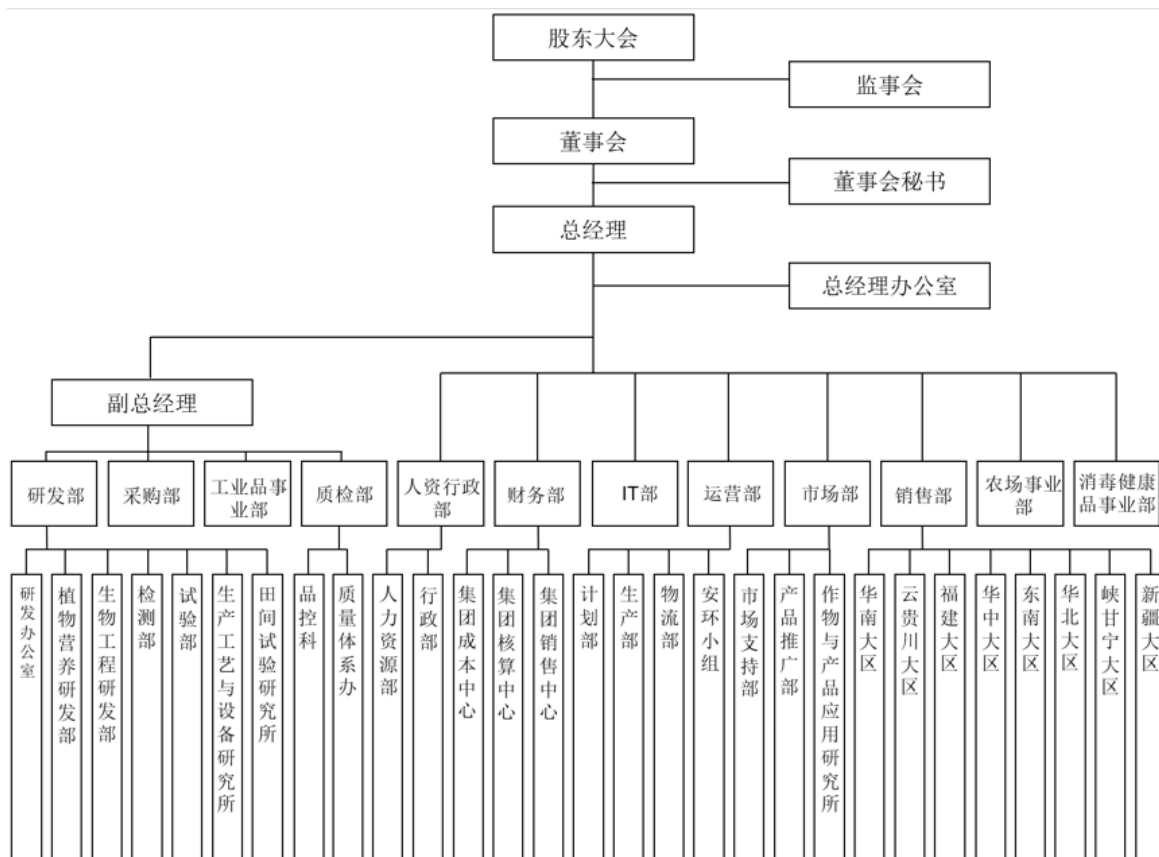 股东大会
监事会
董事会
董事会秘书
总经理
总经理办公室
副总经理
研发部
采购部
工业品事
业部
质检部
人资行政
部
财务部
IT部
运营部
市场部
销售部
农场事业
部
消毒健康
品事业部
研发办公室
植物营养研发部
生物工程研发部
检测部
试验部
生产工艺与设备研究所
田间试验研究所
品控科
质量体系办
人力资源部
行政部
集团成本中心
集团核算中心
集团销售中心
计划部
生产部
物流部
安环小组
市场支持部
产品推广部
作物与产品应用研究所
华南大区
云贵川大区
福建大区
华中大区
东南大区
华北大区
峡甘宁大区
新疆大区